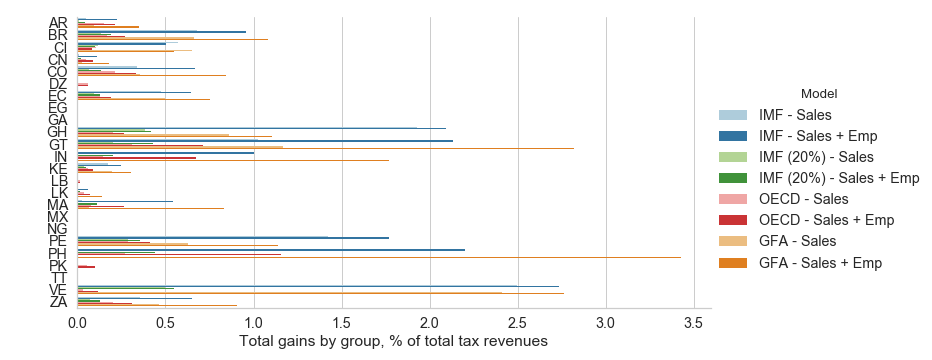 AR
BR
CI
CN
CO
DZ
EC
EG
GA
GH
GT
IN
KE
LB
LK
MA
MX
NG
PE
PH
PK
TT
VE
ZA
0.0 0.5 1.0 1.5 2.0 2.5 3.0 3.5
Total gains by group, % of total tax revenues
Model
IMF - Sales
IMF - Sales + Emp
IMF (20%) - Sales
IMF (20%) - Sales + Emp
OECD - Sales
OECD - Sales + Emp
GFA - Sales
GFA - Sales + Emp